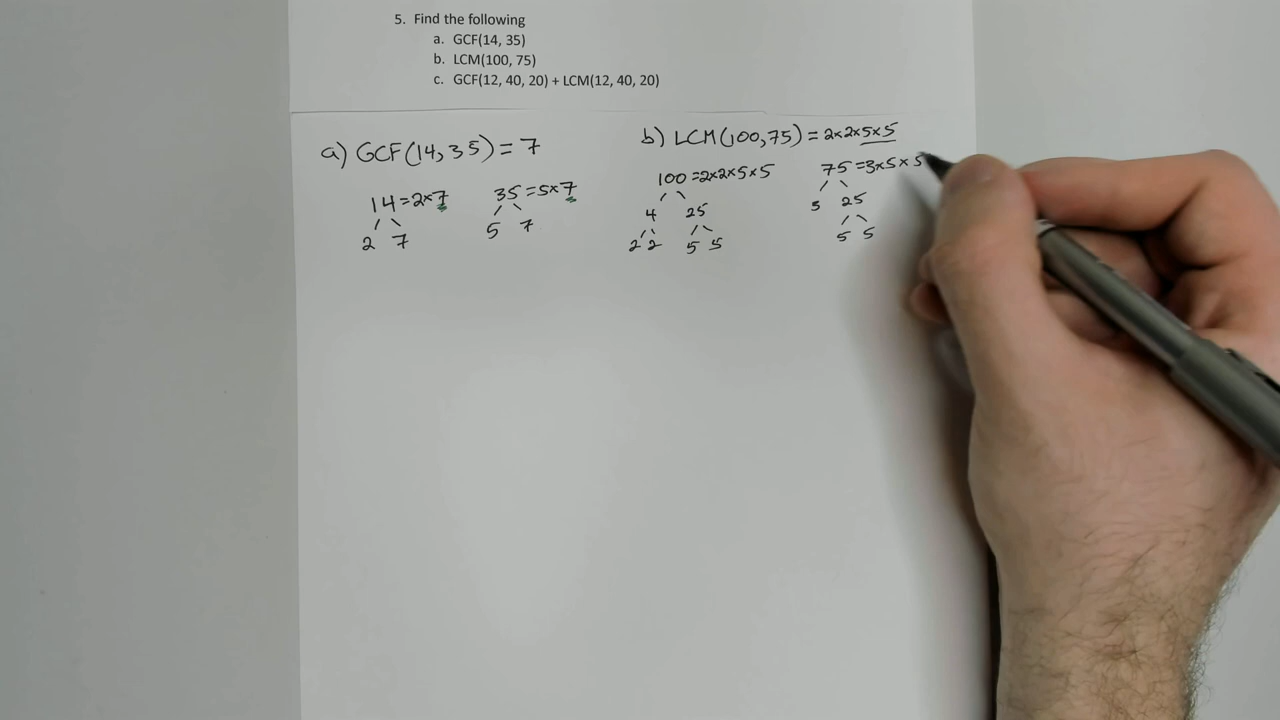 5. Find the following
a. GCF(14, 35)
b. LCM(100, 75)
c. GCF(12, 40, 20) + LCM(12, 40, 20)
a) GCF(14,35) = 7
14=2×7
2 7
35=5×7
5 7
b) LCM(100,75) = 2×2×5×5
100=2×2×5×5
4 25
2 2 5 5
75=3×5×5
3 25
5 5